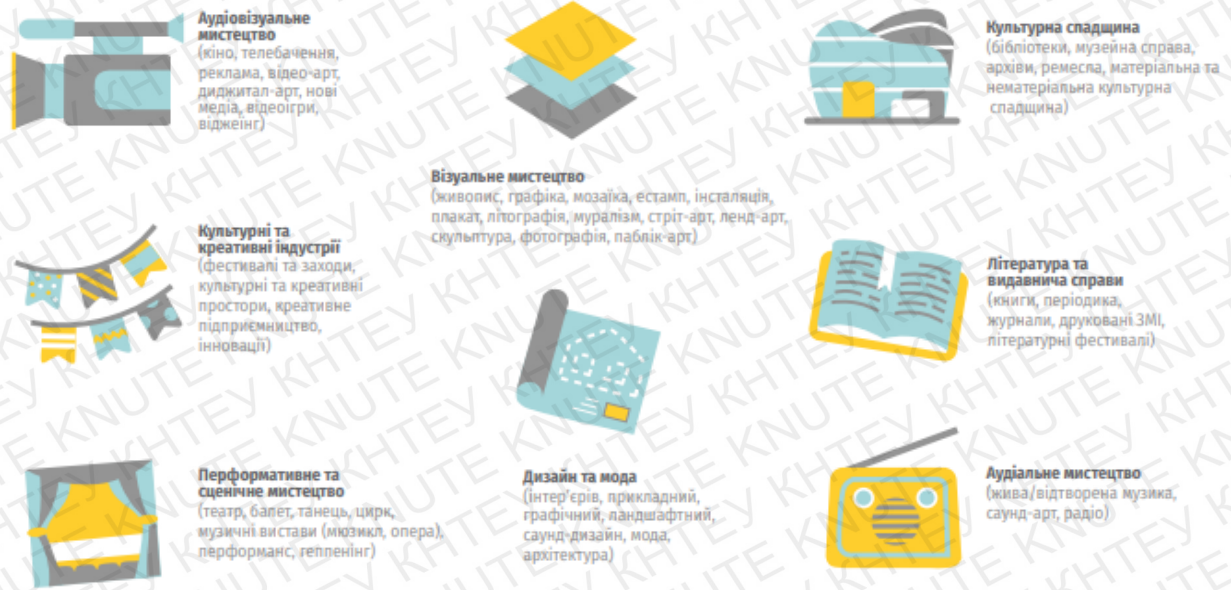 Аудіовізуальне
мистецтво
(кіно, телебачення,
реклама, відео-арт,
диджитал-арт, нові
медіа, відеоігри,
віджеїнг)
Візуальне мистецтво
(живопис, графіка, мозаїка, естамп, інсталяція,
плакат, літографія, муралізм, стріт-арт, ленд-арт,
скульптура, фотографія, паблік-арт)
Культурна спадщина
(бібліотеки, музейна справа,
архіви, ремесла, матеріальна та
нематеріальна культурна
спадщина)
Культурні та
креативні індустрії
(фестивалі та заходи,
культурні та креативні
простори, креативне
підприємництво,
інновації)
Література та
видавнича справи
(книги, періодика,
журнали, друковані ЗМІ,
літературні фестивалі)
Перформативне та
сценічне мистецтво
(театр, балет, танець, цирк,
музичні вистави (мюзикл, опера),
перформанс, геппенінг)
Дизайн та мода
(інтер'єрів, прикладний,
графічний, ландшафтний,
саунд-дизайн, мода,
архітектура)
Аудіальне мистецтво
(жива/відтворена музика,
саунд-арт, радіо)
KNUTE КНТЕУ